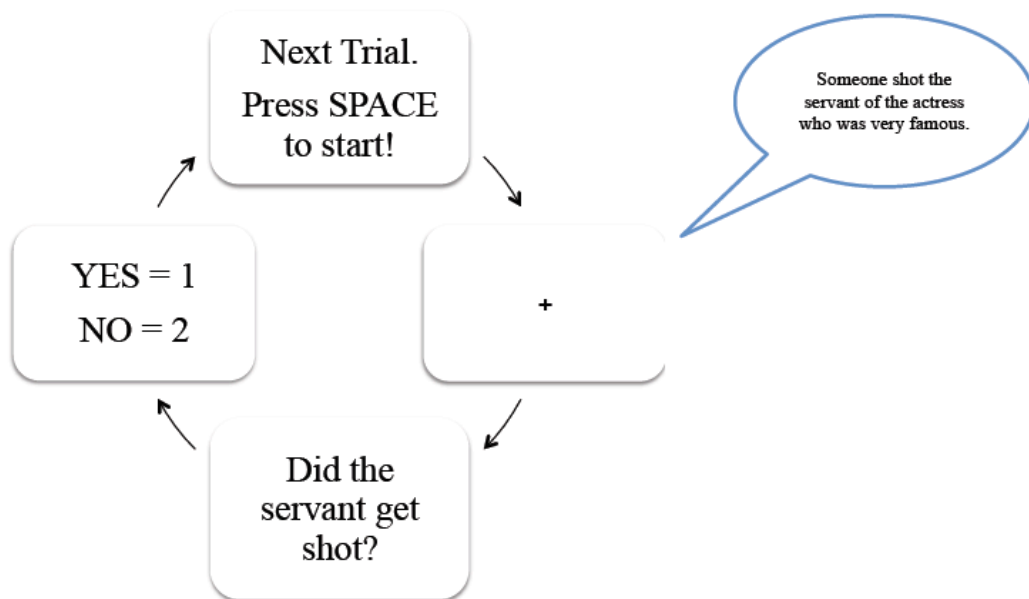 Next Trial.
Press SPACE
to start!
Someone shot the
servant of the actress
who was very famous.
+
Did the
servant get
shot?
YES = 1
NO = 2